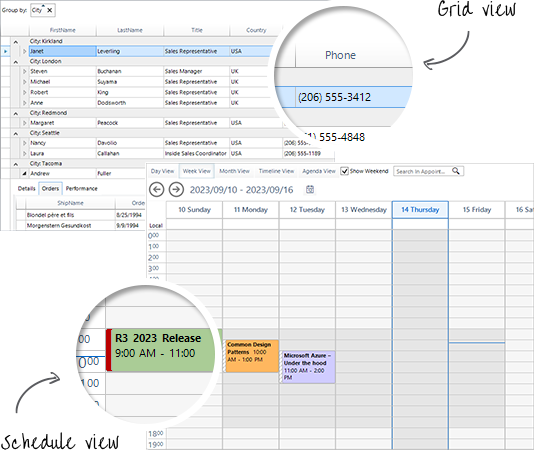 Grid view
Group by: City
FirstName LastName Title Country
City: Kirkland
Janet Leverling Sales Representative USA
City: London
Steven Buchanan Sales Manager UK
Michael Suyama Sales Representative UK
Robert King Sales Representative UK
Anne Dodsworth Sales Representative UK
City: Redmond
Margaret Peacock Sales Representative USA
City: Seattle
Nancy Davolio Sales Representative USA (206) 555-
Laura Callahan Inside Sales Coordinator USA (206) 555-1189
City: Tacoma
Andrew Fuller
Details Orders Performance
ShipName
Blondel père et fils 8/25/1994
Morgenstern Gesundkost 9/9/1994
Phone
(206) 555-3412
1) 555-4848
Day View Week View Month View Timeline View Agenda View Show Weekend Search In Appoint...
2023/09/10 - 2023/09/16
10 Sunday 11 Monday 12 Tuesday 13 Wednesday 14 Thursday 15 Friday 16 Sa
Local
0:00
1:00
2:00
3:00
R3 2023 Release
9:00 AM - 11:00
Common Design
Patterns 10:00
AM - 1:00 PM
Microsoft Azure –
Under the hood
11:00 AM - 2:00
PM
18:00
19:00
Schedule view